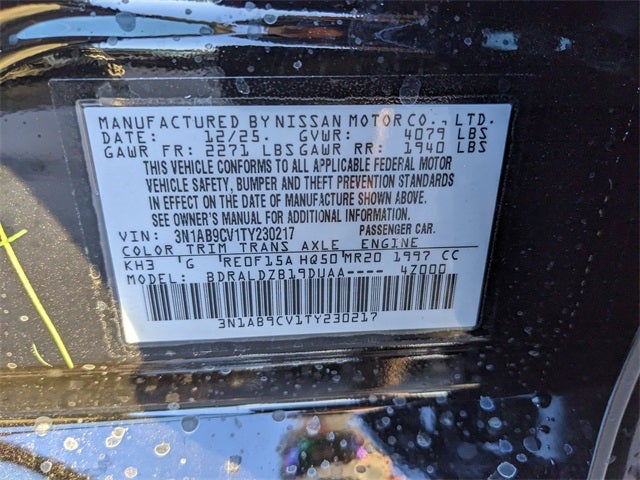 MANUFACTURED BY NISSAN MOTOR CO., LTD.
DATE: 12/25. GVWR: 4079 LBS
GAWR FR: 2271 LBS GAWR RR: 1940 LBS
THIS VEHICLE CONFORMS TO ALL APPLICABLE FEDERAL MOTOR
VEHICLE SAFETY, BUMPER AND THEFT PREVENTION STANDARDS
IN EFFECT ON THE DATE OF MANUFACTURE SHOWN ABOVE.
SEE OWNER'S MANUAL FOR ADDITIONAL INFORMATION.
VIN: 3N1AB9CV1TY230217 PASSENGER CAR.
COLOR TRIM TRANS AXLE ENGINE
KH3 'G 'RE0F15A HQ50 MR20 1997 CC
MODEL: BDRALDZB19DUAA---- 4Z000
3N1AB9CV1TY230217